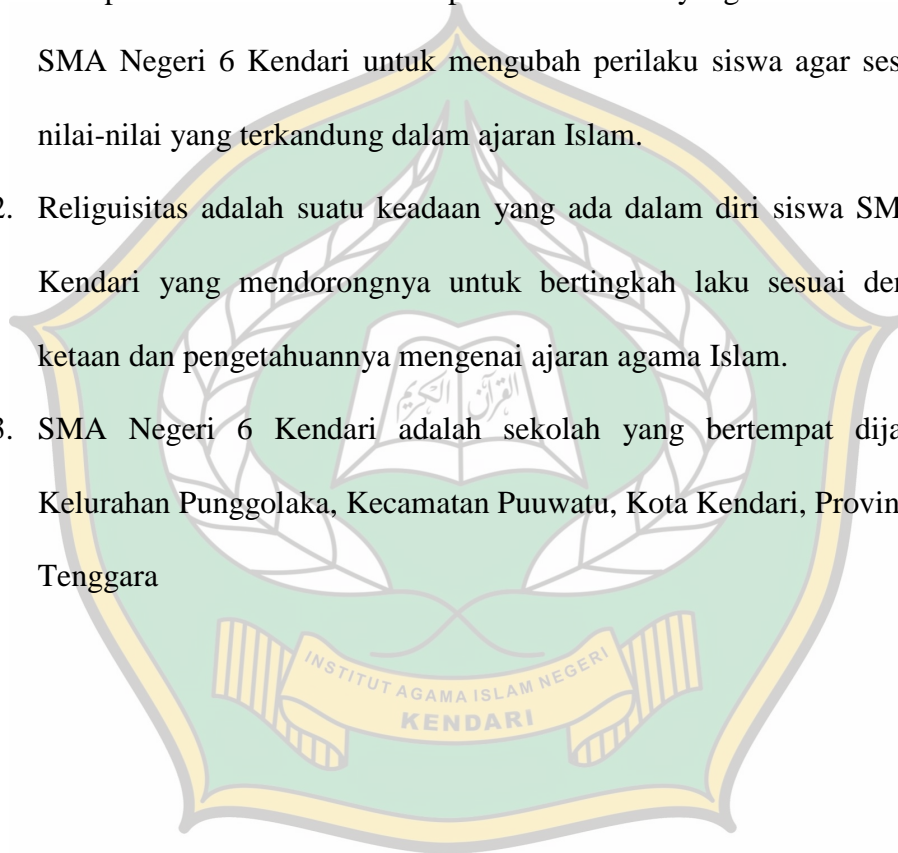 SMA Negeri 6 Kendari untuk mengubah perilaku siswa agar ses
nilai-nilai yang terkandung dalam ajaran Islam.
2. Religuisitas adalah suatu keadaan yang ada dalam diri siswa SM
Kendari yang mendorongnya untuk bertingkah laku sesuai den
ketaan dan pengetahuannya mengenai ajaran agama Islam.
القرآن الكريم
3. SMA Negeri 6 Kendari adalah sekolah yang bertempat dija
Kelurahan Punggolaka, Kecamatan Puuwatu, Kota Kendari, Provin
Tenggara
INSTITUT AGAMA ISLAM NEGERI
KENDARI